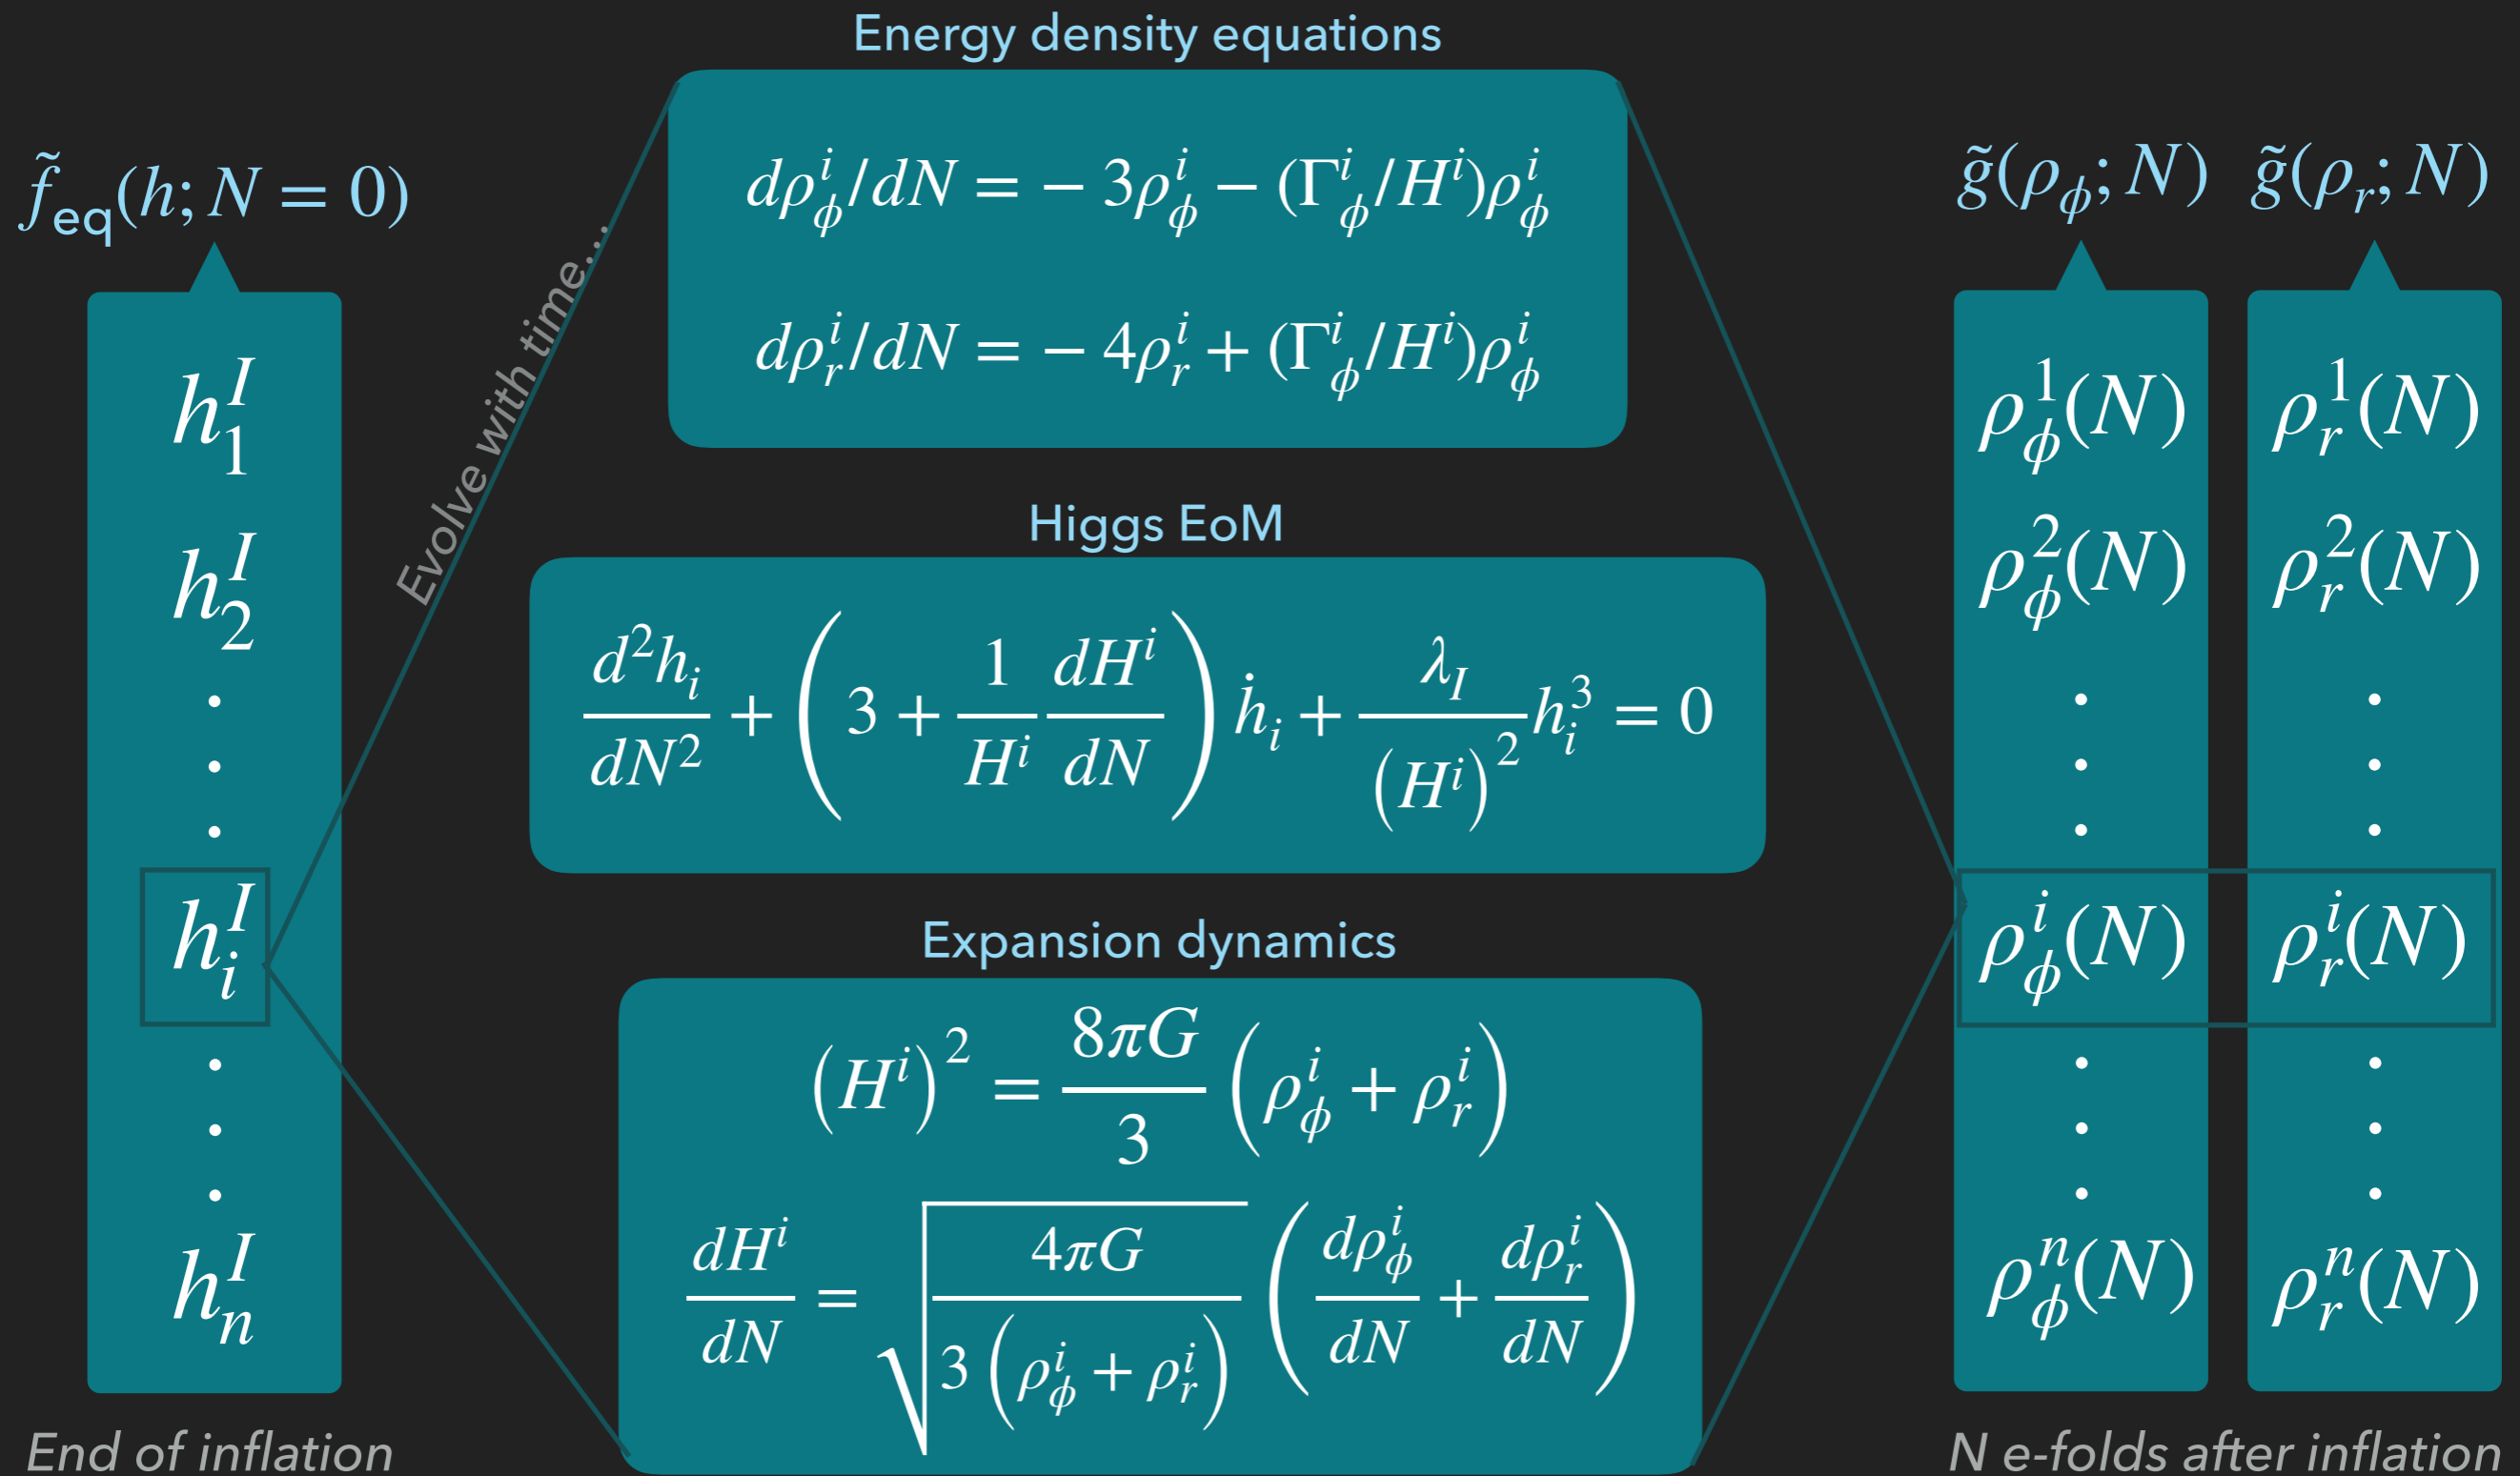 Energy density equations
f̃_eq(h; N = 0)
g̃(ρ_ϕ; N) g̃(ρ_r; N)
dρ_ϕ^i/dN = − 3ρ_ϕ^i − (Γ_ϕ^i/H^i)ρ_ϕ^i
dρ_r^i/dN = − 4ρ_r^i + (Γ_ϕ^i/H^i)ρ_ϕ^i
Evolve with time...
h_1^I
h_2^I
.
.
.
h_i^I
.
.
.
h_n^I
End of inflation
Higgs EoM
d²h_i/dN² + (3 + (1/H^i)(dH^i/dN)) ḣ_i + (λ_I/(H^i)²) h_i³ = 0
Expansion dynamics
(H^i)² = (8πG/3) (ρ_ϕ^i + ρ_r^i)
dH^i/dN = √(4πG/(3(ρ_ϕ^i + ρ_r^i))) (dρ_ϕ^i/dN + dρ_r^i/dN)
ρ_ϕ^1(N) ρ_r^1(N)
ρ_ϕ^2(N) ρ_r^2(N)
. .
. .
. .
ρ_ϕ^i(N) ρ_r^i(N)
. .
. .
. .
ρ_ϕ^n(N) ρ_r^n(N)
N e-folds after inflation